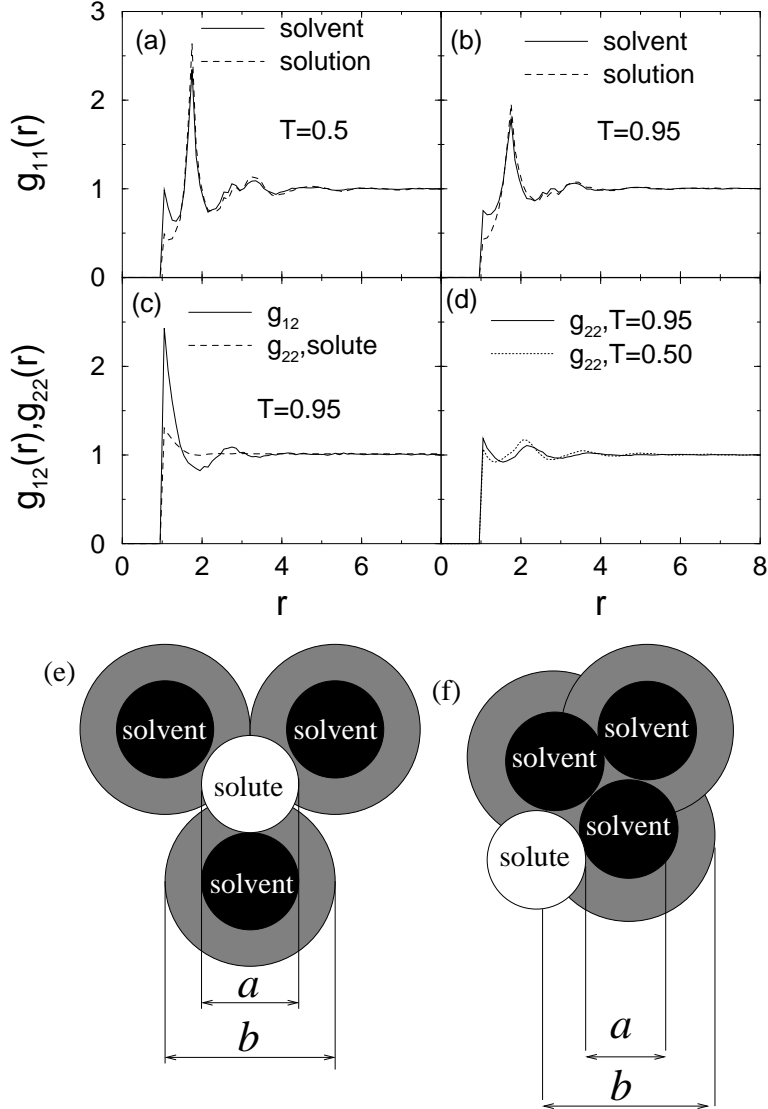 3
(a)
solvent
solution
(b)
solvent
solution
2
T=0.5
T=0.95
g11(r)
1
0
(c)
g12
g22,solute
(d)
g22,T=0.95
g22,T=0.50
2
T=0.95
g12(r),g22(r)
1
0
0 2 4 6 0 2 4 6 8
r r
(e)
solvent
solvent
solute
solvent
a
b
(f)
solvent
solvent
solvent
solute
a
b